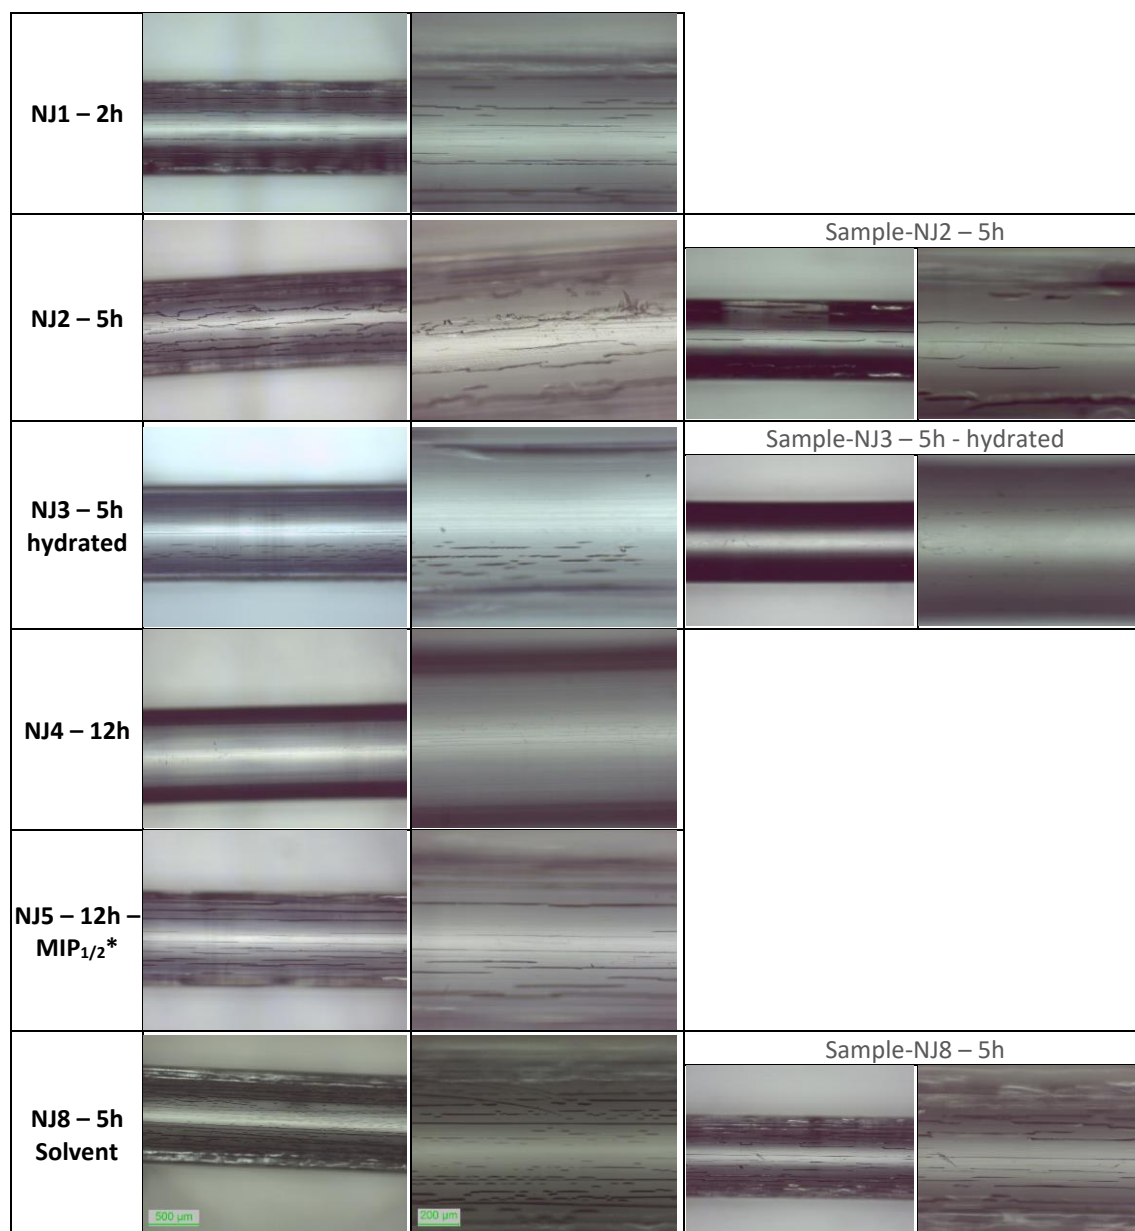 NJ1 – 2h
NJ2 – 5h
Sample-NJ2 – 5h
NJ3 – 5h
hydrated
Sample-NJ3 – 5h - hydrated
NJ4 – 12h
NJ5 – 12h –
MIP1/2*
NJ8 – 5h
Solvent
Sample-NJ8 – 5h
500 µm
200 µm